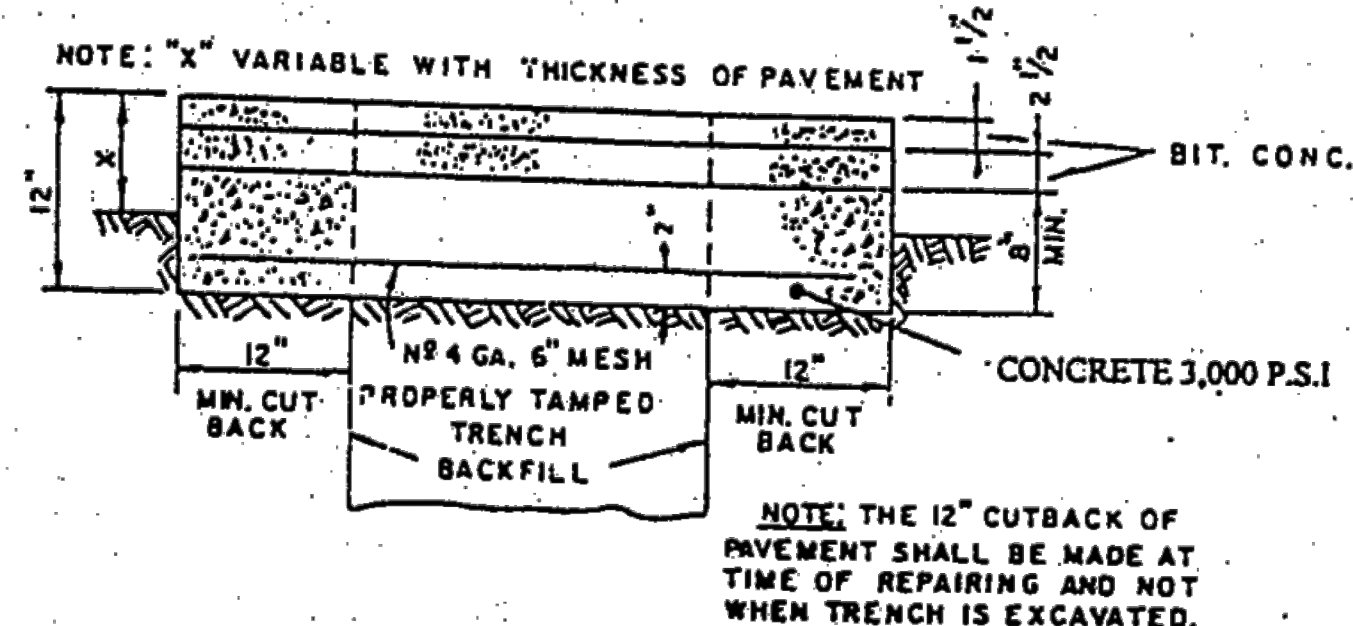 NOTE: "X" VARIABLE WITH THICKNESS OF PAVEMENT
1 1/2"
2 1/2"
12"
X
BIT. CONC.
2"
8"
MIN.
12"
MIN. CUT
BACK
Nº 4 GA. 6" MESH
PROPERLY TAMPED
TRENCH
BACKFILL
12"
MIN. CUT
BACK
CONCRETE 3,000 P.S.I
NOTE: THE 12" CUTBACK OF
PAVEMENT SHALL BE MADE AT
TIME OF REPAIRING AND NOT
WHEN TRENCH IS EXCAVATED.